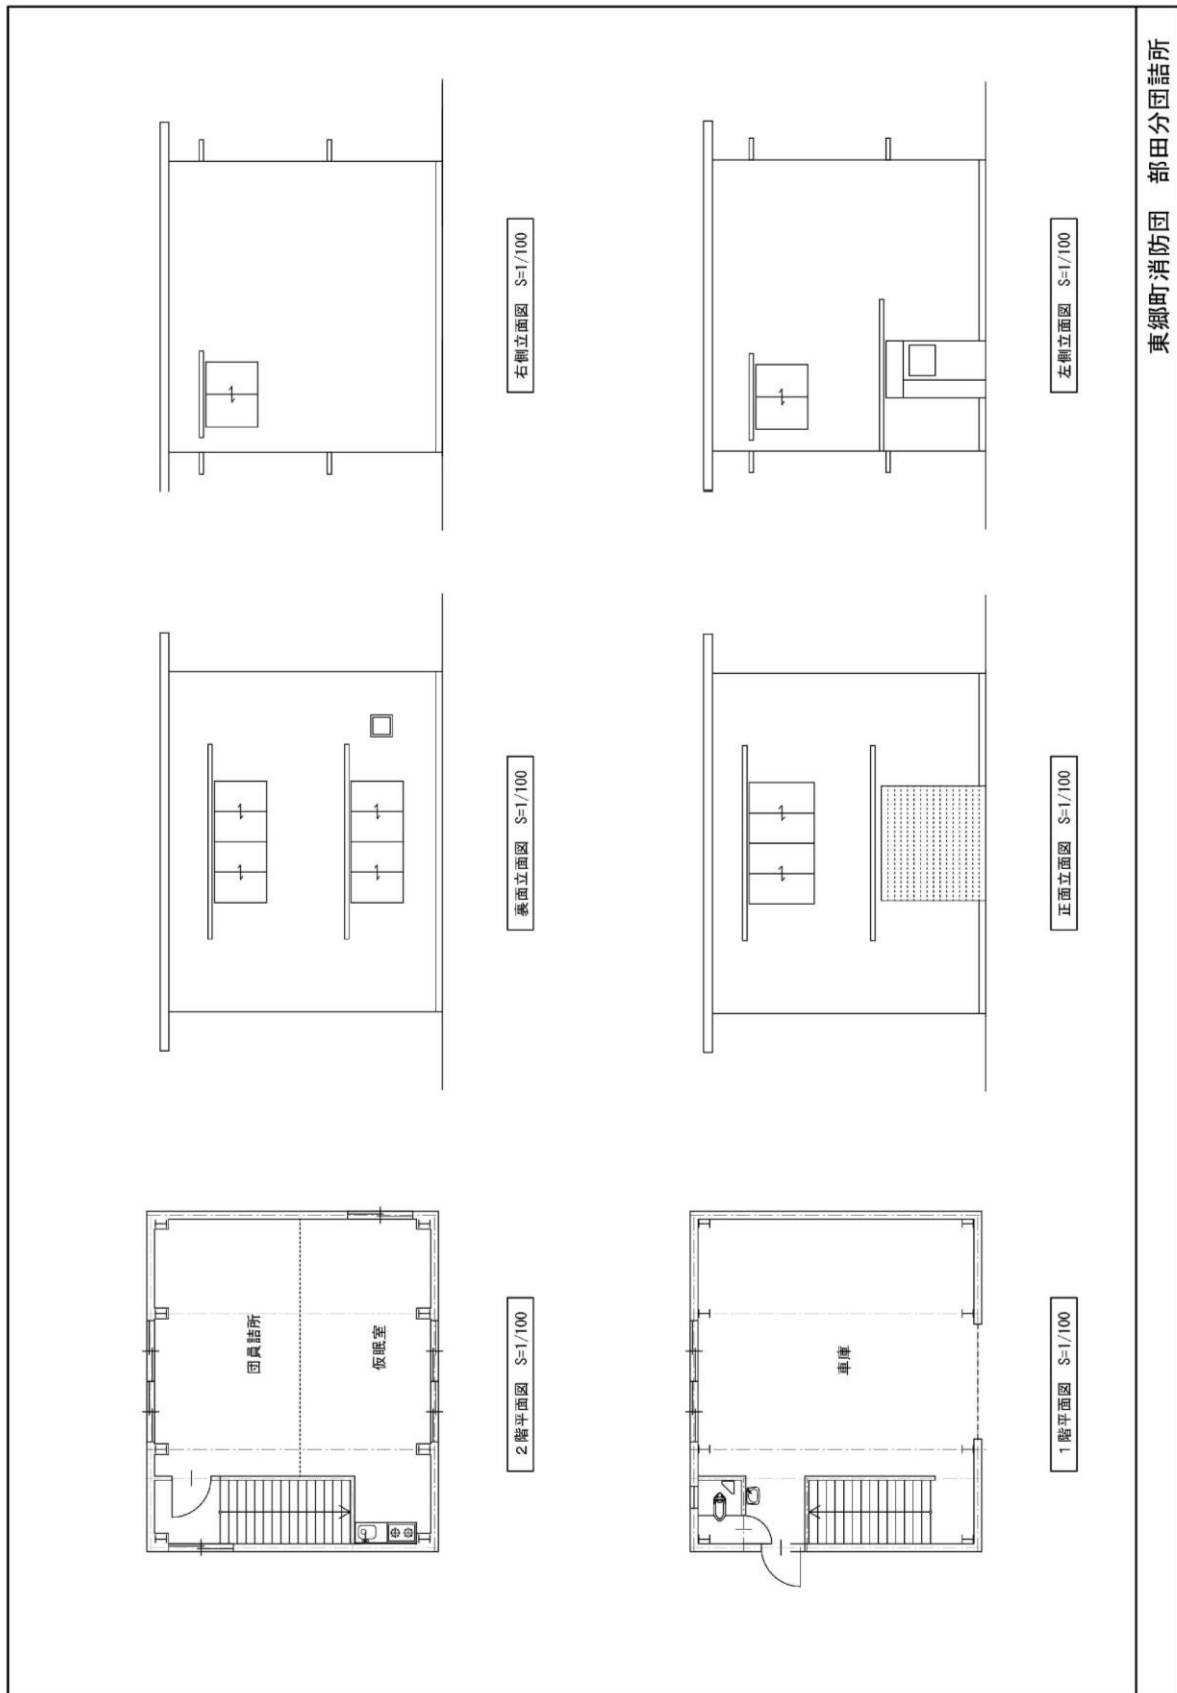 団員詰所
仮眠室
2階平面図 S=1/100
裏面立面図 S=1/100
右側立面図 S=1/100
車庫
1階平面図 S=1/100
正面立面図 S=1/100
左側立面図 S=1/100
東郷町消防団　部田分団詰所